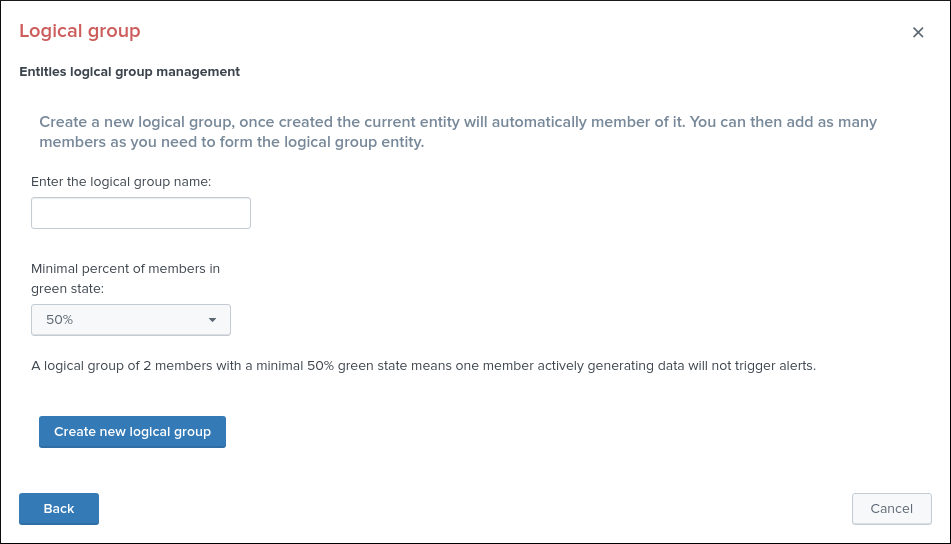 Logical group
×
Entities logical group management
Create a new logical group, once created the current entity will automatically member of it. You can then add as many
members as you need to form the logical group entity.
Enter the logical group name:
Minimal percent of members in
green state:
50%
A logical group of 2 members with a minimal 50% green state means one member actively generating data will not trigger alerts.
Create new logical group
Back
Cancel